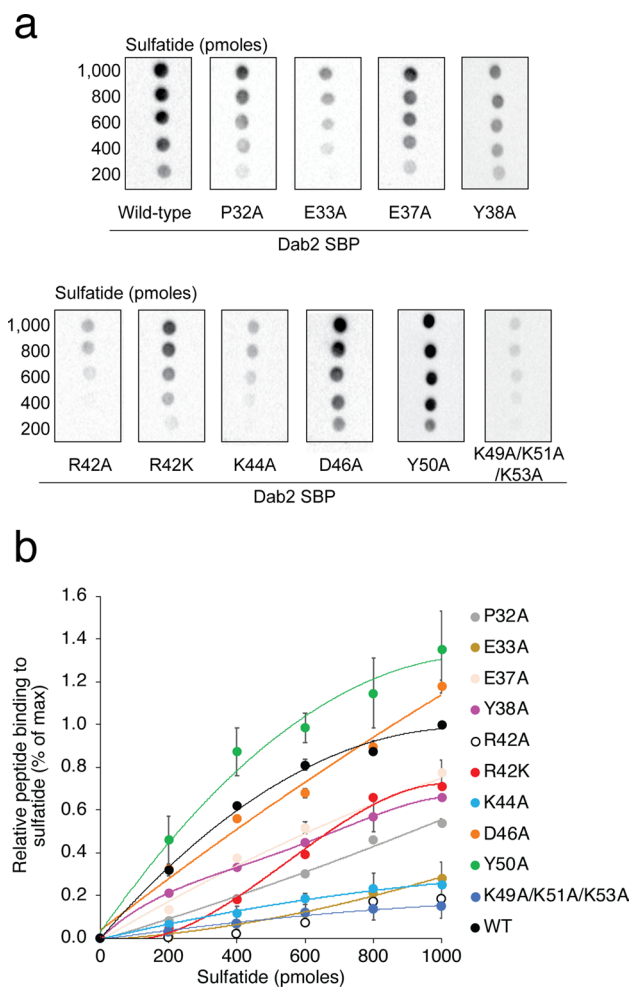 a
Sulfatide (pmoles)
1,000
800
600
400
200
Wild-type P32A E33A E37A Y38A
Dab2 SBP
Sulfatide (pmoles)
1,000
800
600
400
200
R42A R42K K44A D46A Y50A K49A/K51A
/K53A
Dab2 SBP
b
Relative peptide binding to
sulfatide (% of max)
1.6
1.4
1.2
1.0
0.8
0.6
0.4
0.2
0.0
0 200 400 600 800 1000
Sulfatide (pmoles)
P32A
E33A
E37A
Y38A
R42A
R42K
K44A
D46A
Y50A
K49A/K51A/K53A
WT